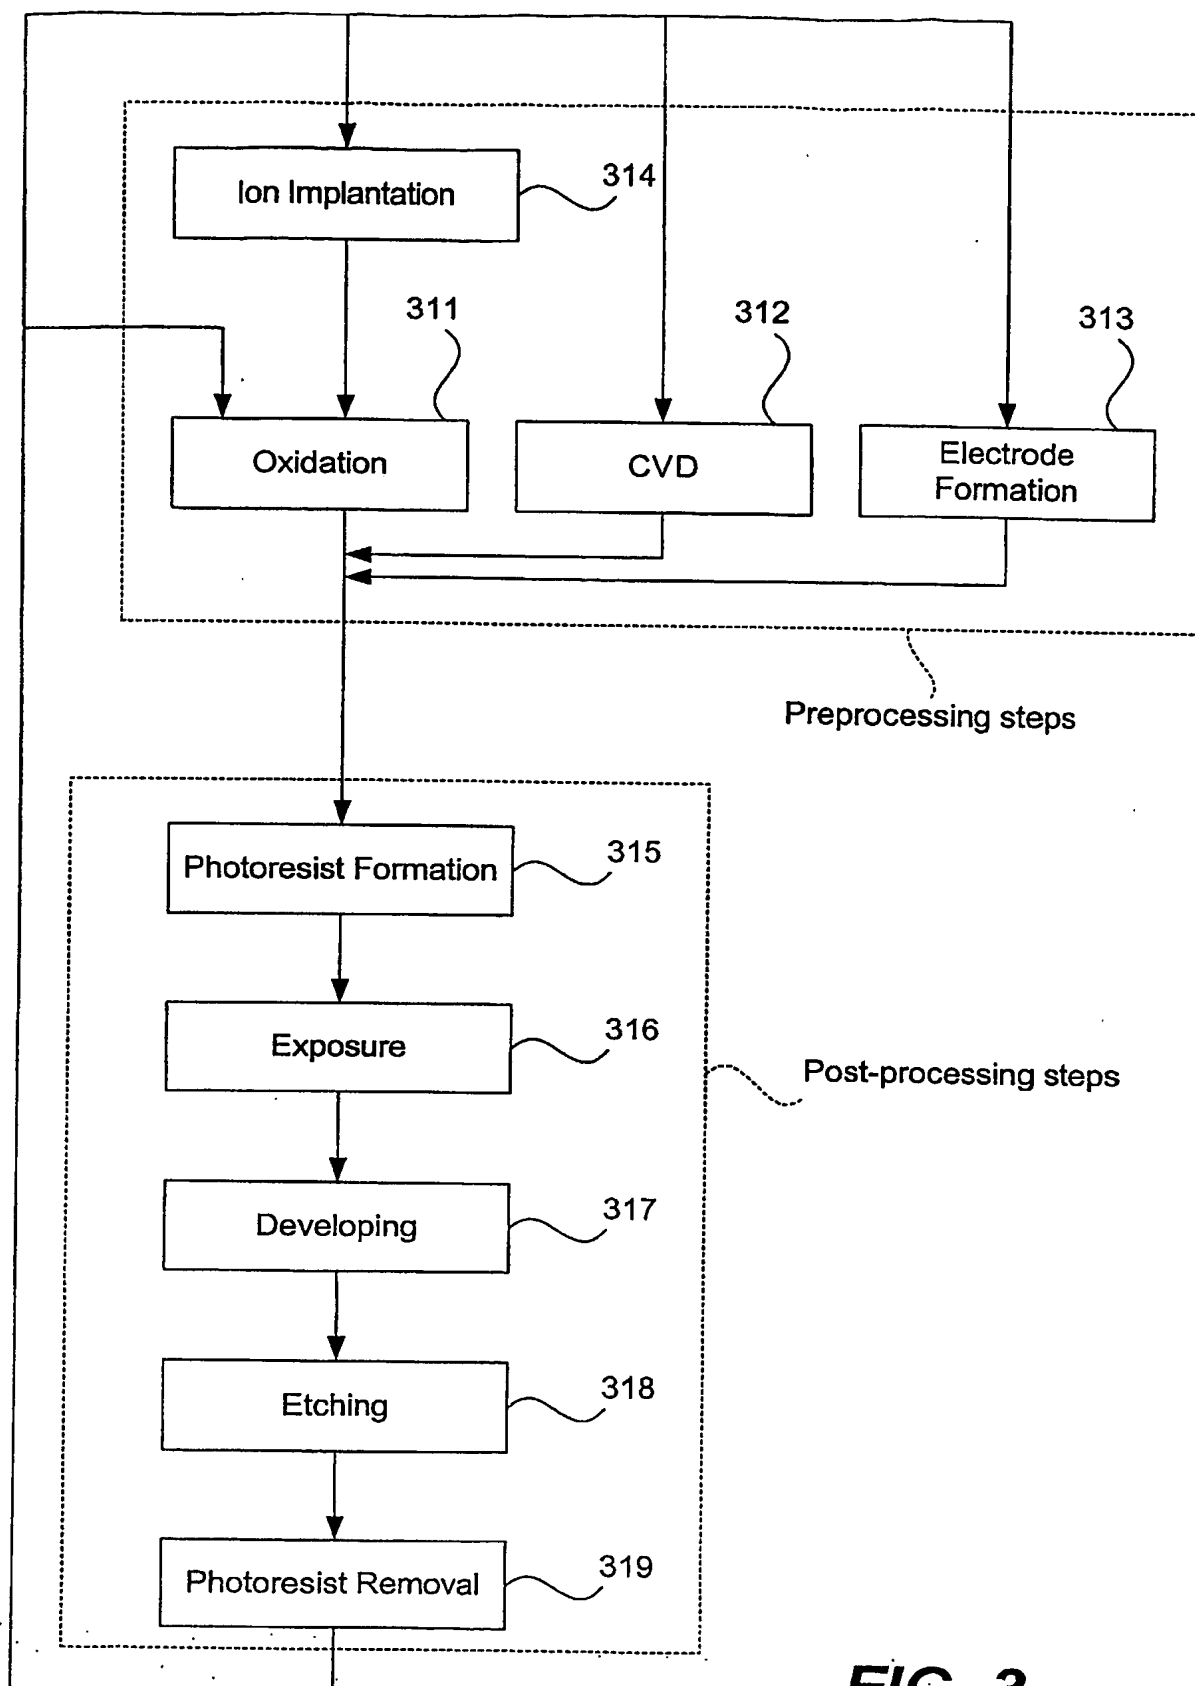 Ion Implantation
314
311
312
313
Oxidation
CVD
Electrode
Formation
Preprocessing steps
Photoresist Formation
315
Exposure
316
Post-processing steps
Developing
317
Etching
318
Photoresist Removal
319
FIG.